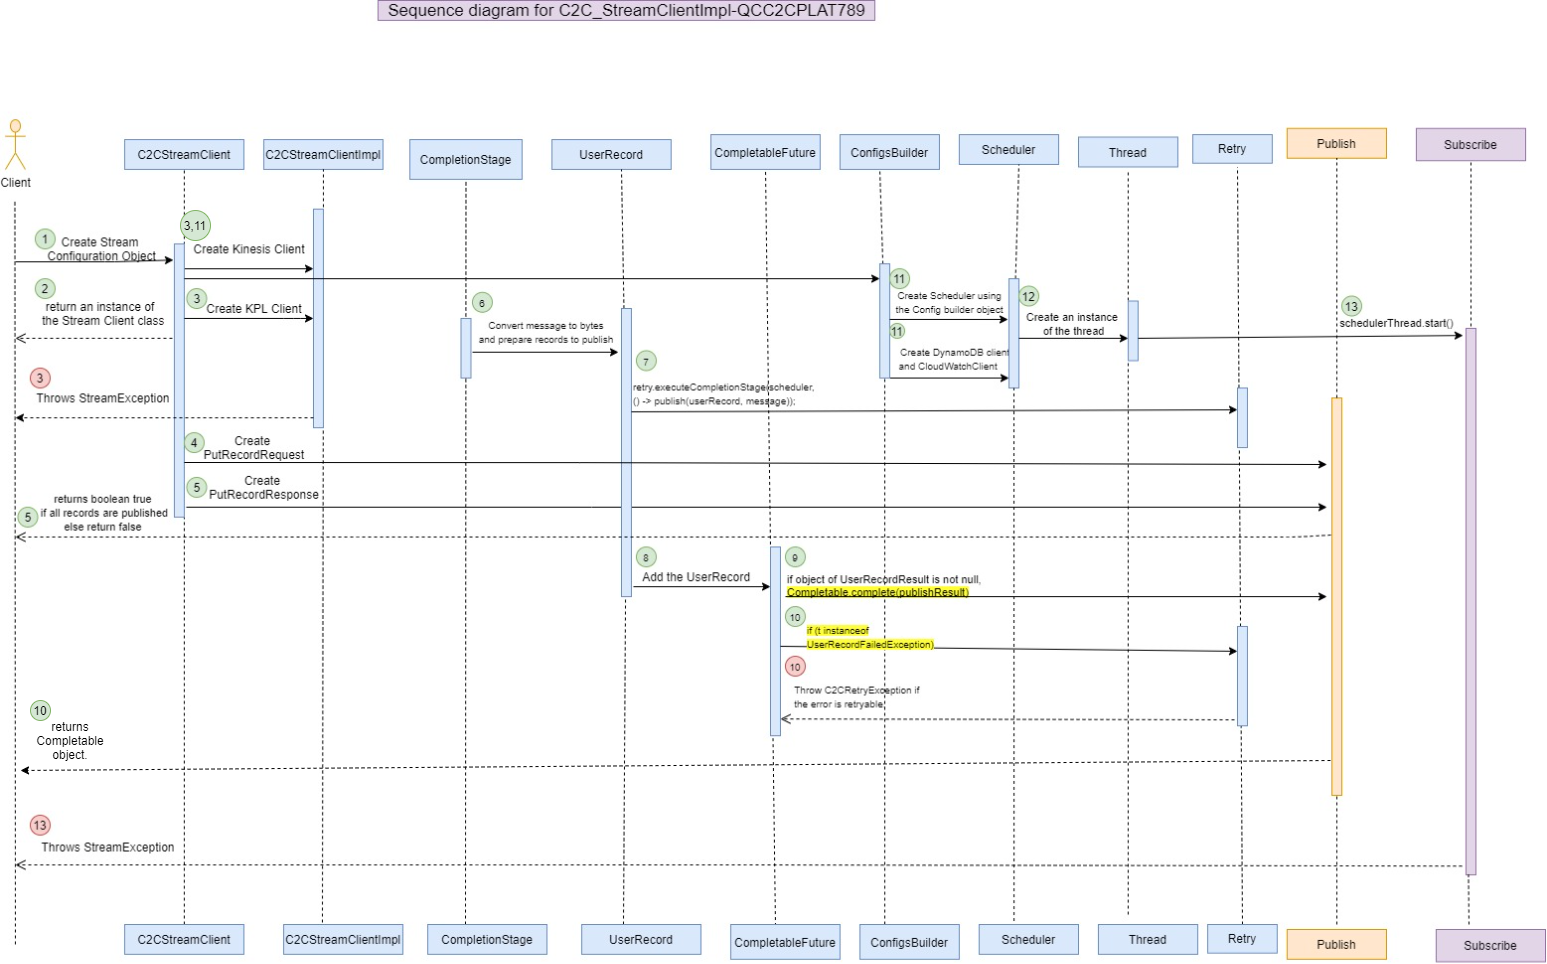 Sequence diagram for C2C_StreamClientImpl-QCC2CPLAT789
Client
C2CStreamClient
C2CStreamClientImpl
CompletionStage
UserRecord
CompletableFuture
ConfigsBuilder
Scheduler
Thread
Retry
Publish
Subscribe
1
Create Stream
Configuration Object
3,11
Create Kinesis Client
2
return an instance of
the Stream Client class
3
Create KPL Client
6
Convert message to bytes
and prepare records to publish
11
Create Scheduler using
the Config builder object
11
Create DynamoDB client
and CloudWatchClient
12
Create an instance
of the thread
13
schedulerThread.start()
3
Throws StreamException
7
retry.executeCompletionStage(scheduler,
() -> publish(userRecord, message));
4
Create
PutRecordRequest
5
Create
PutRecordResponse
5
returns boolean true
if all records are published
else return false
8
Add the UserRecord
9
if object of UserRecordResult is not null,
Completable.complete(publishResult)
10
if (t instanceof
UserRecordFailedException)
10
Throw C2CRetryException if
the error is retryable
10
returns
Completable
object.
13
Throws StreamException
C2CStreamClient
C2CStreamClientImpl
CompletionStage
UserRecord
CompletableFuture
ConfigsBuilder
Scheduler
Thread
Retry
Publish
Subscribe